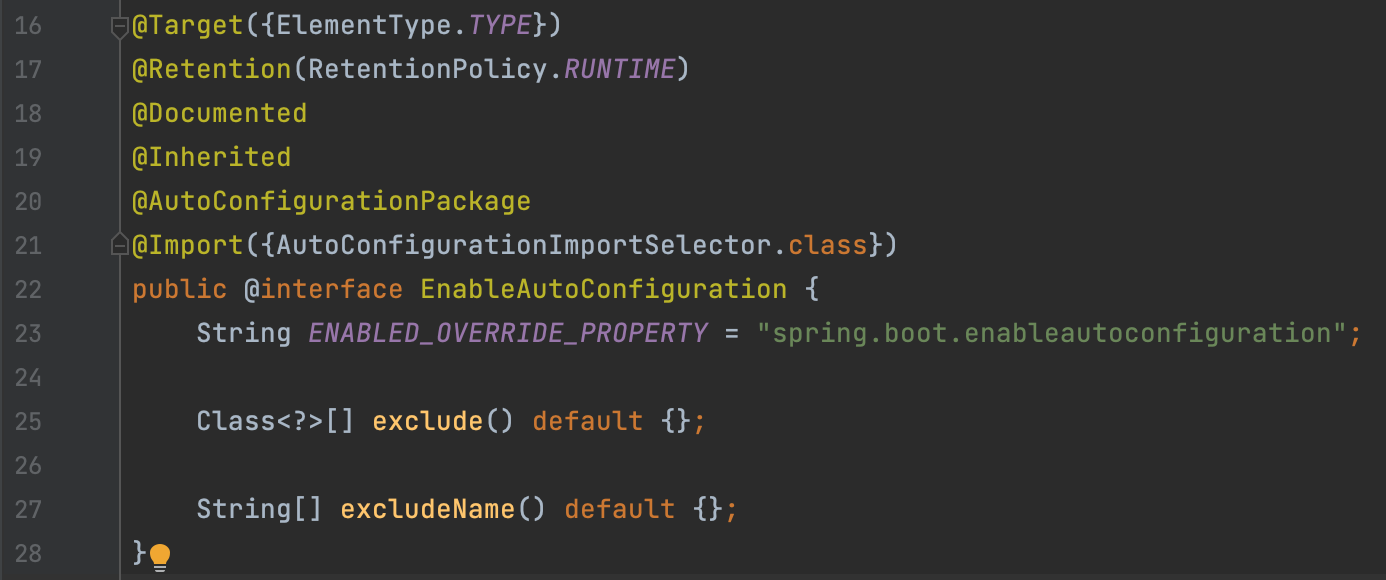 16 @Target({ElementType.TYPE})
17 @Retention(RetentionPolicy.RUNTIME)
18 @Documented
19 @Inherited
20 @AutoConfigurationPackage
21 @Import({AutoConfigurationImportSelector.class})
22 public @interface EnableAutoConfiguration {
23     String ENABLED_OVERRIDE_PROPERTY = "spring.boot.enableautoconfiguration";
24
25     Class<?>[] exclude() default {};
26
27     String[] excludeName() default {};
28 }